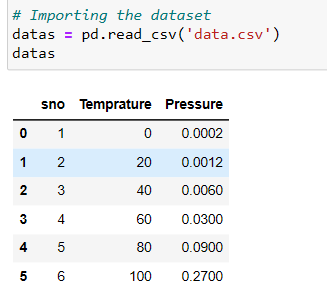 # Importing the dataset
datas = pd.read_csv('data.csv')
datas
sno Temprature Pressure
0 1 0 0.0002
1 2 20 0.0012
2 3 40 0.0060
3 4 60 0.0300
4 5 80 0.0900
5 6 100 0.2700